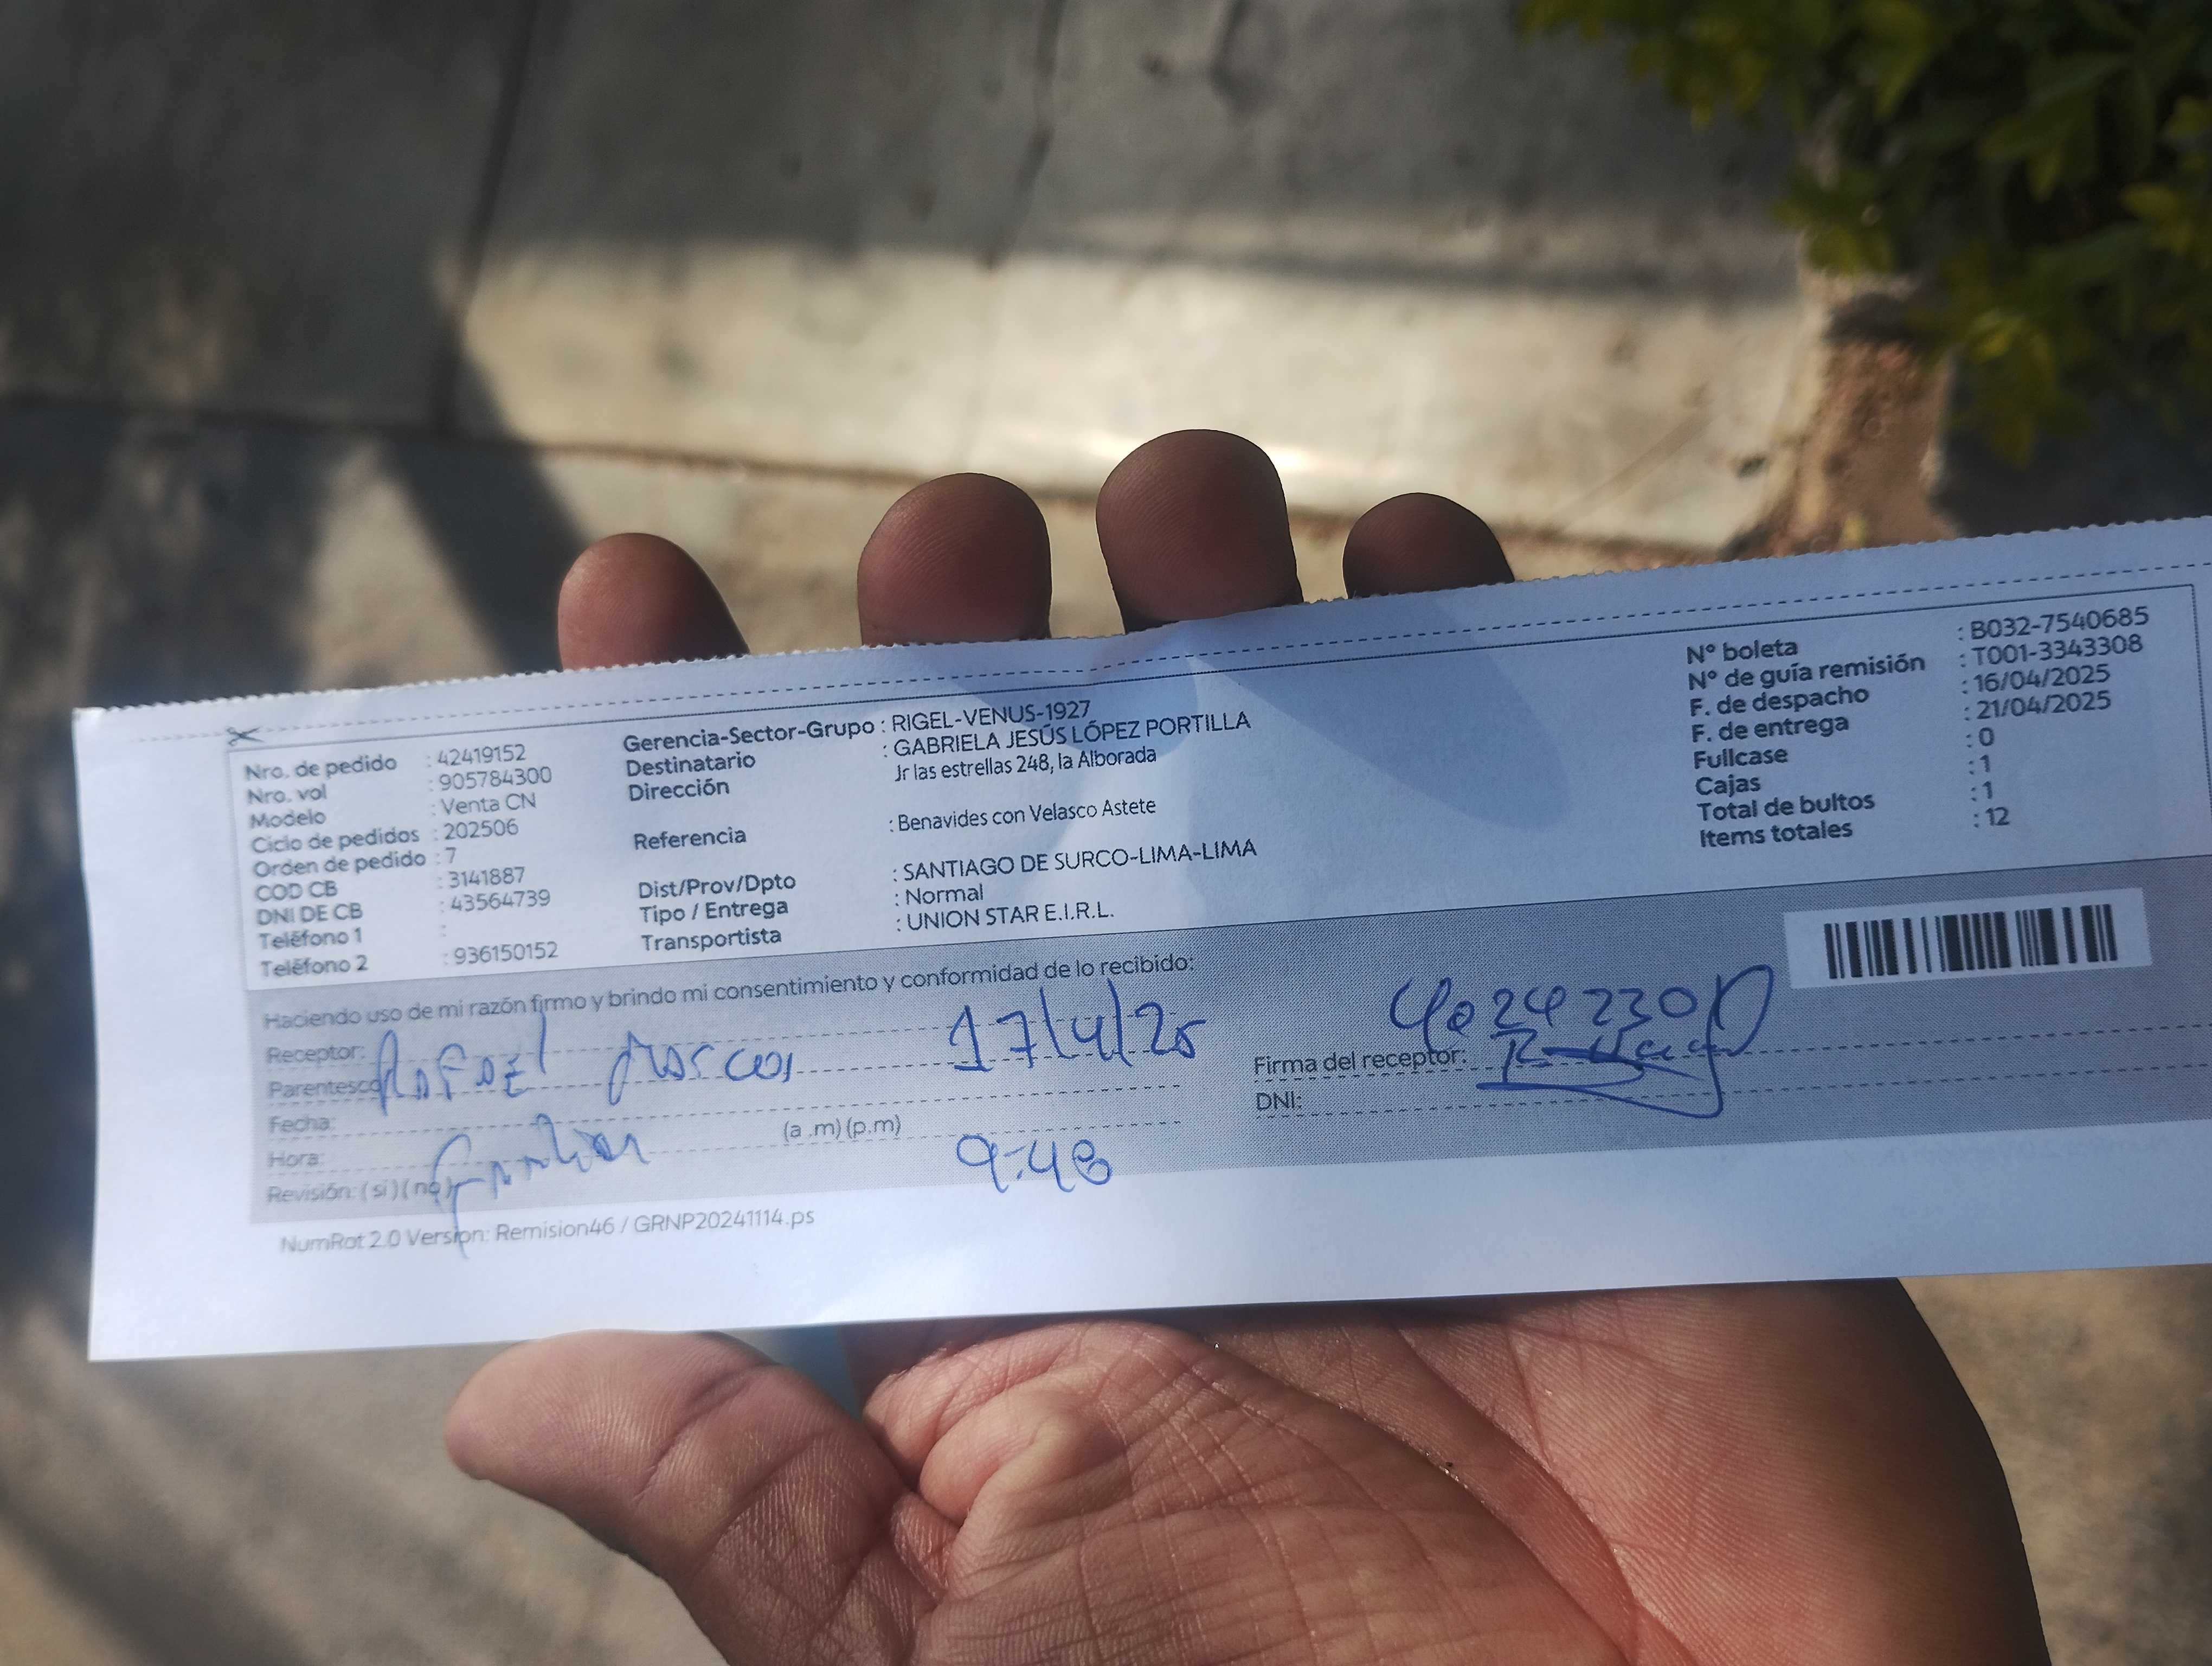 Nro. de pedido : 42419152
Nro. vol : 905784300
Modelo : Venta CN
Ciclo de pedidos : 202506
Orden de pedido : 7
COD CB : 3141887
DNI DE CB : 43564739
Teléfono 1 :
Teléfono 2 : 936150152
Gerencia-Sector-Grupo : RIGEL-VENUS-1927
Destinatario : GABRIELA JESÚS LÓPEZ PORTILLA
Dirección Jr las estrellas 248, la Alborada
Referencia : Benavides con Velasco Astete
Dist/Prov/Dpto : SANTIAGO DE SURCO-LIMA-LIMA
Tipo / Entrega : Normal
Transportista : UNION STAR E.I.R.L.
N° boleta : B032-7540685
N° de guía remisión : T001-3343308
F. de despacho : 16/04/2025
F. de entrega : 21/04/2025
Fullcase : 0
Cajas : 1
Total de bultos : 1
Items totales : 12
Haciendo uso de mi razón firmo y brindo mi consentimiento y conformidad de lo recibido:
Receptor: Rafael 17/4/25
Parentesco
Fecha:
Hora: (a .m) (p.m) 9:48
Revisión: ( si ) ( no )
Firma del receptor:
DNI:
NumRot 2.0 Version: Remision46 / GRNP20241114.ps